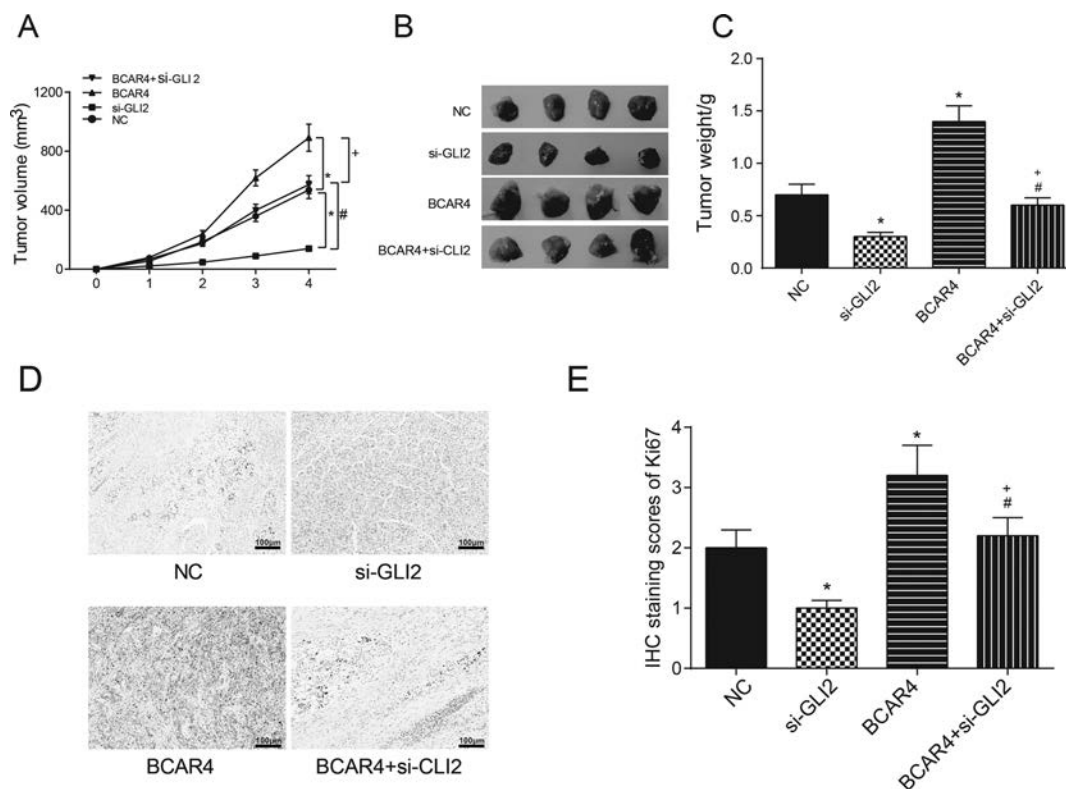 A
BCAR4+si-GLI2
BCAR4
si-GLI2
NC
Tumor volume (mm3)
1200
800
400
0
0 1 2 3 4
*
+
*
#
B
NC
si-GLI2
BCAR4
BCAR4+si-CLI2
C
Tumor weight/g
2.0
1.5
1.0
0.5
0.0
*
*
+
#
NC
si-GLI2
BCAR4
BCAR4+si-GLI2
D
100μm
100μm
NC si-GLI2
100μm
100μm
BCAR4 BCAR4+si-CLI2
E
IHC staining scores of Ki67
4
3
2
1
0
*
*
+
#
NC
si-GLI2
BCAR4
BCAR4+si-GLI2